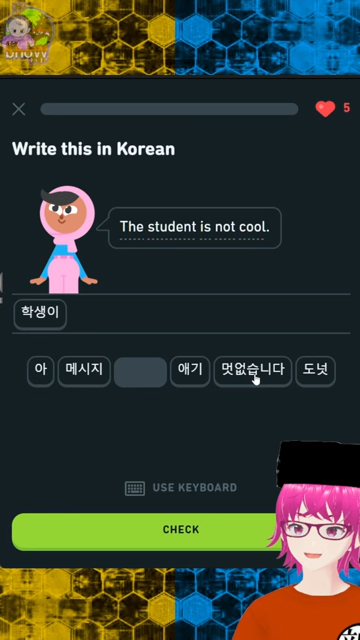 5
Write this in Korean
The student is not cool.
학생이
아 메시지 얘기 멋없습니다 도넛
USE KEYBOARD
CHECK